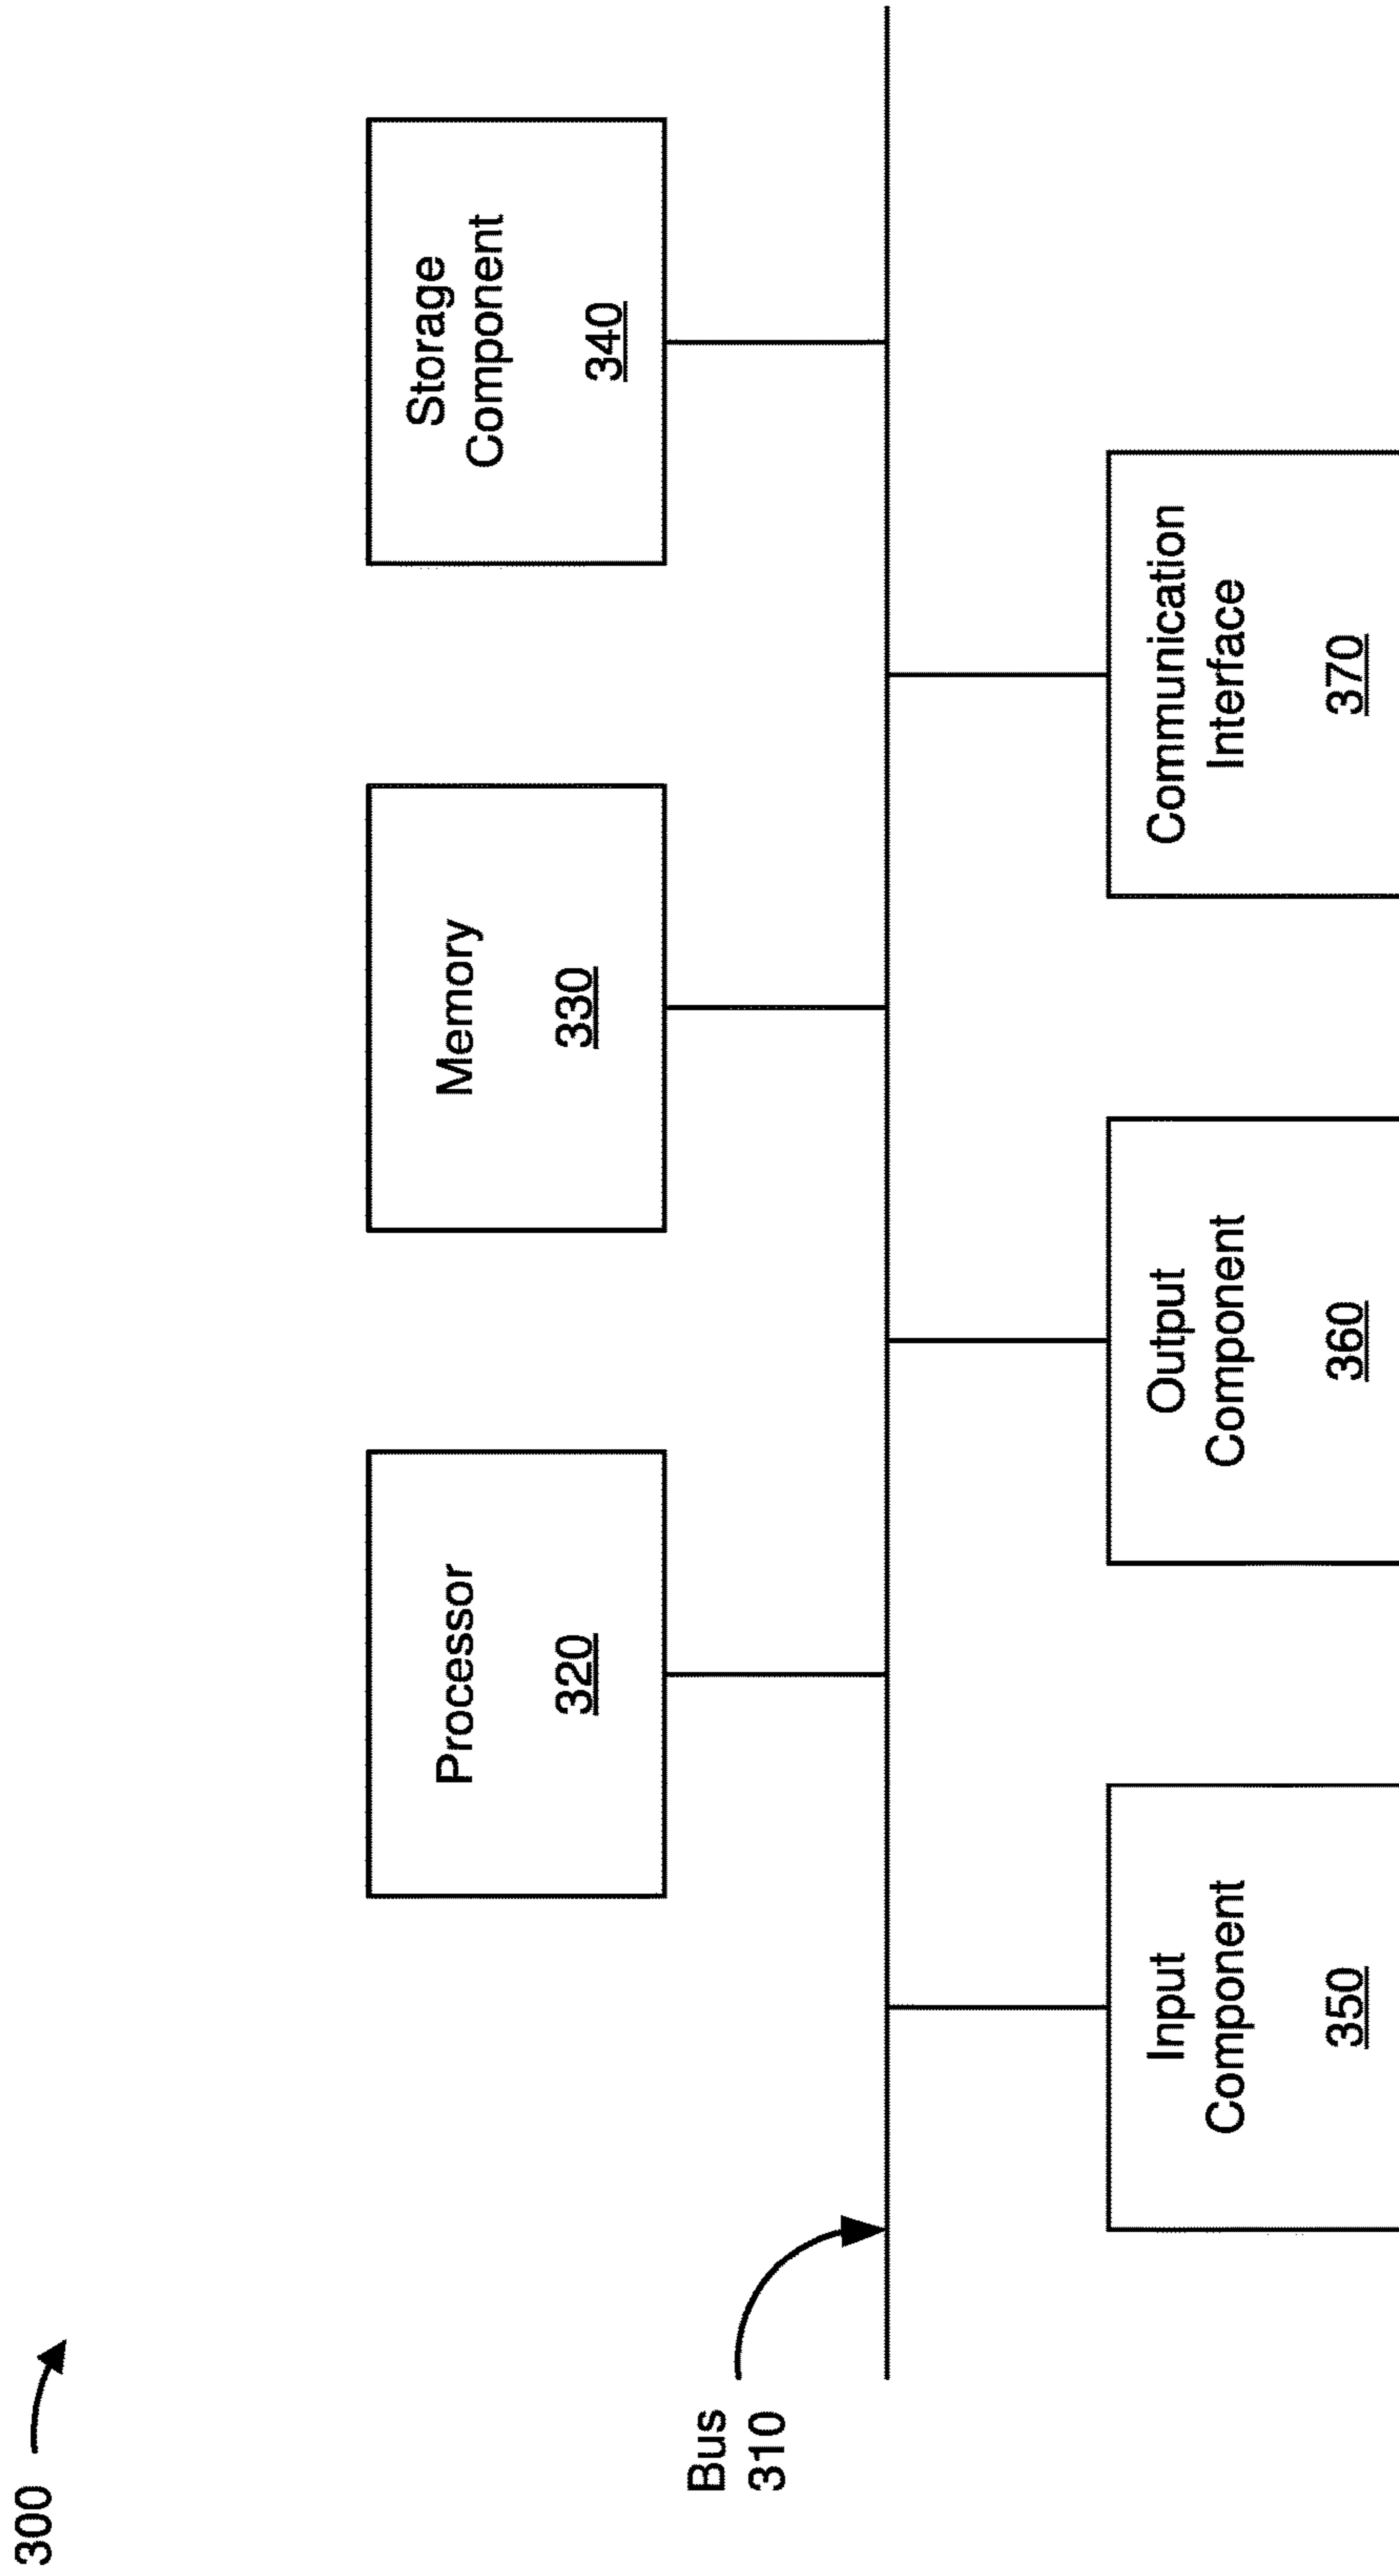 300
Processor
320
Memory
330
Storage
Component
340
Bus
310
Input
Component
350
Output
Component
360
Communication
Interface
370